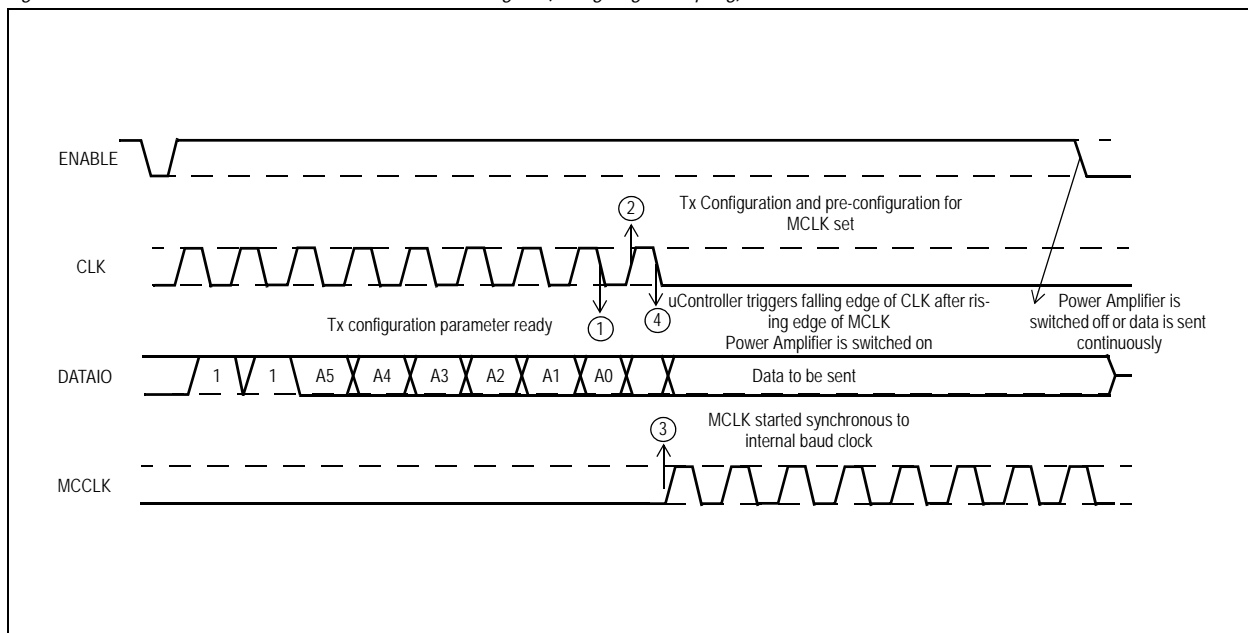 ENABLE
2
Tx Configuration and pre-configuration for
MCLK set
CLK
Tx configuration parameter ready
1
4
uController triggers falling edge of CLK after ris-
ing edge of MCLK
Power Amplifier is switched on
Power Amplifier is
switched off or data is sent
continuously
DATAIO
1 1 A5 A4 A3 A2 A1 A0 Data to be sent
3
MCLK started synchronous to
internal baud clock
MCCLK